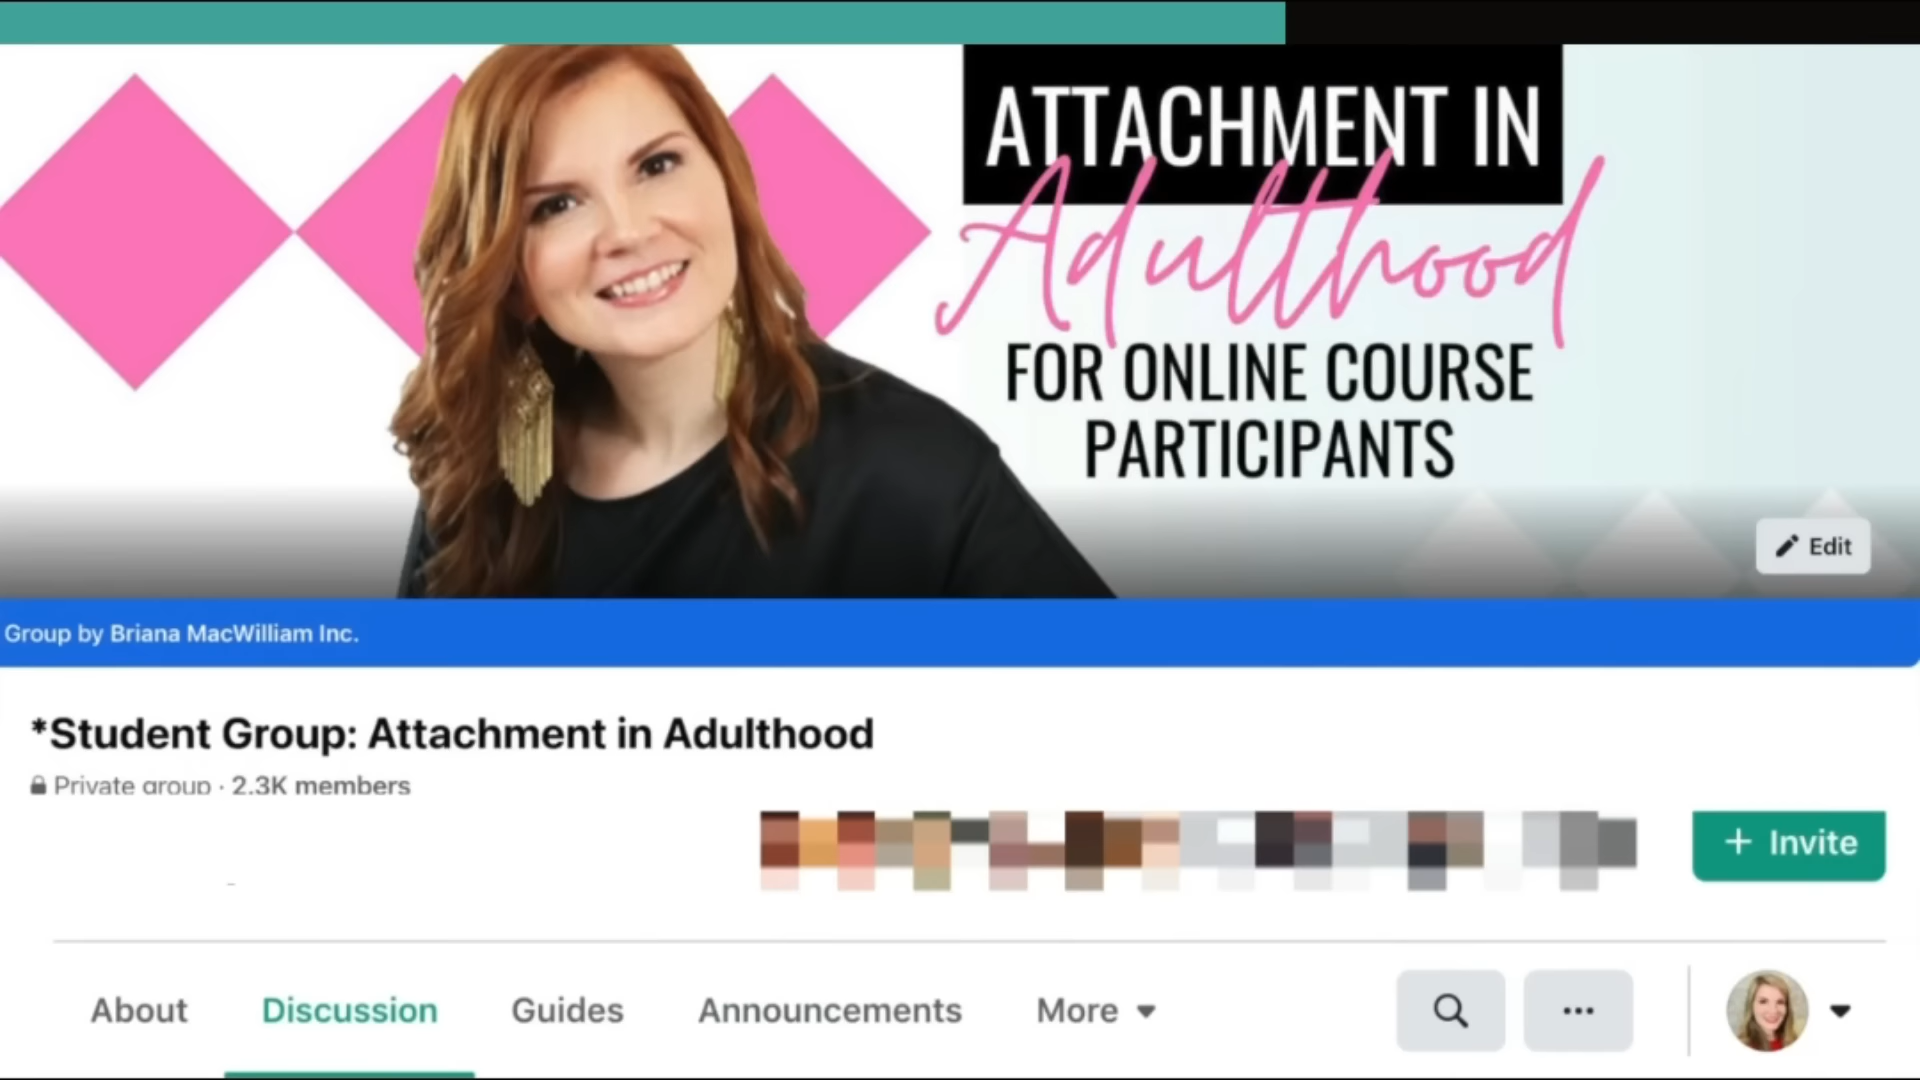 ATTACHMENT IN
Adulthood
FOR ONLINE COURSE
PARTICIPANTS
Edit
Group by Briana MacWilliam Inc.
*Student Group: Attachment in Adulthood
Private group · 2.3K members
+ Invite
About Discussion Guides Announcements More